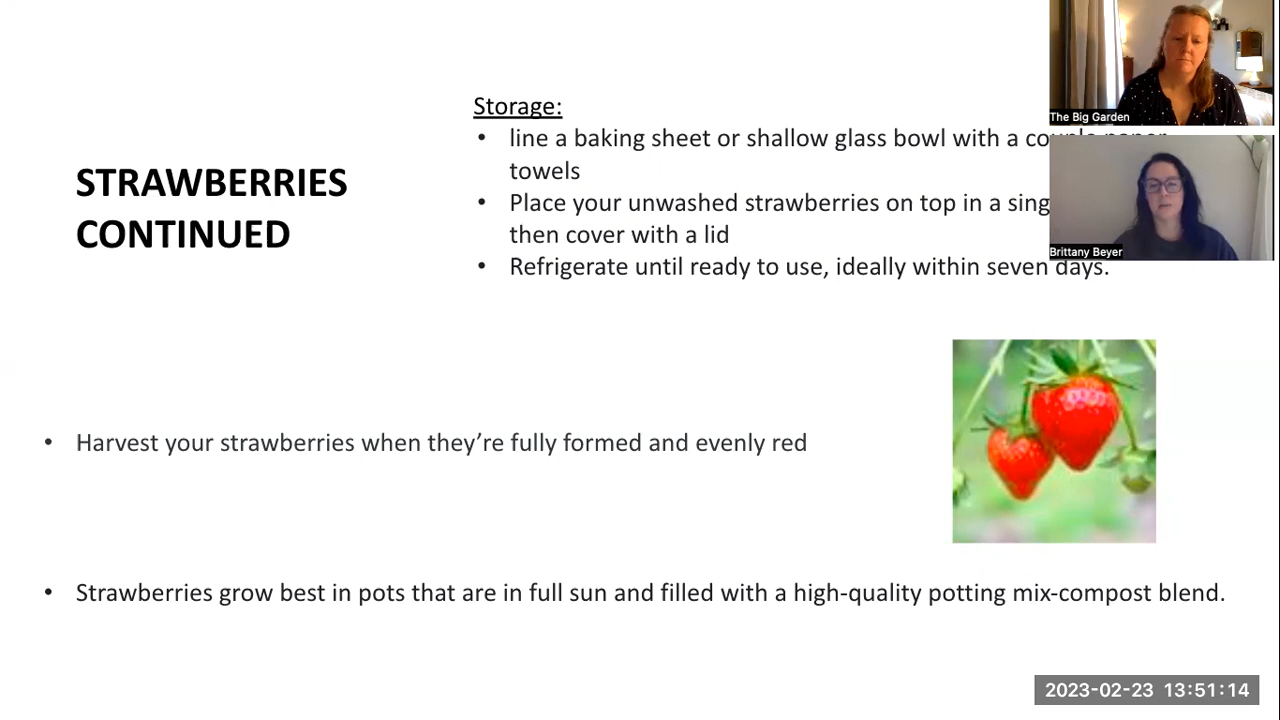 The Big Garden
Storage:
• line a baking sheet or shallow glass bowl with a couple paper
towels
STRAWBERRIES
CONTINUED
• Place your unwashed strawberries on top in a sing
then cover with a lid
• Refrigerate until ready to use, ideally within seven days.
Brittany Beyer
• Harvest your strawberries when they’re fully formed and evenly red
• Strawberries grow best in pots that are in full sun and filled with a high-quality potting mix-compost blend.
2023-02-23 13:51:14